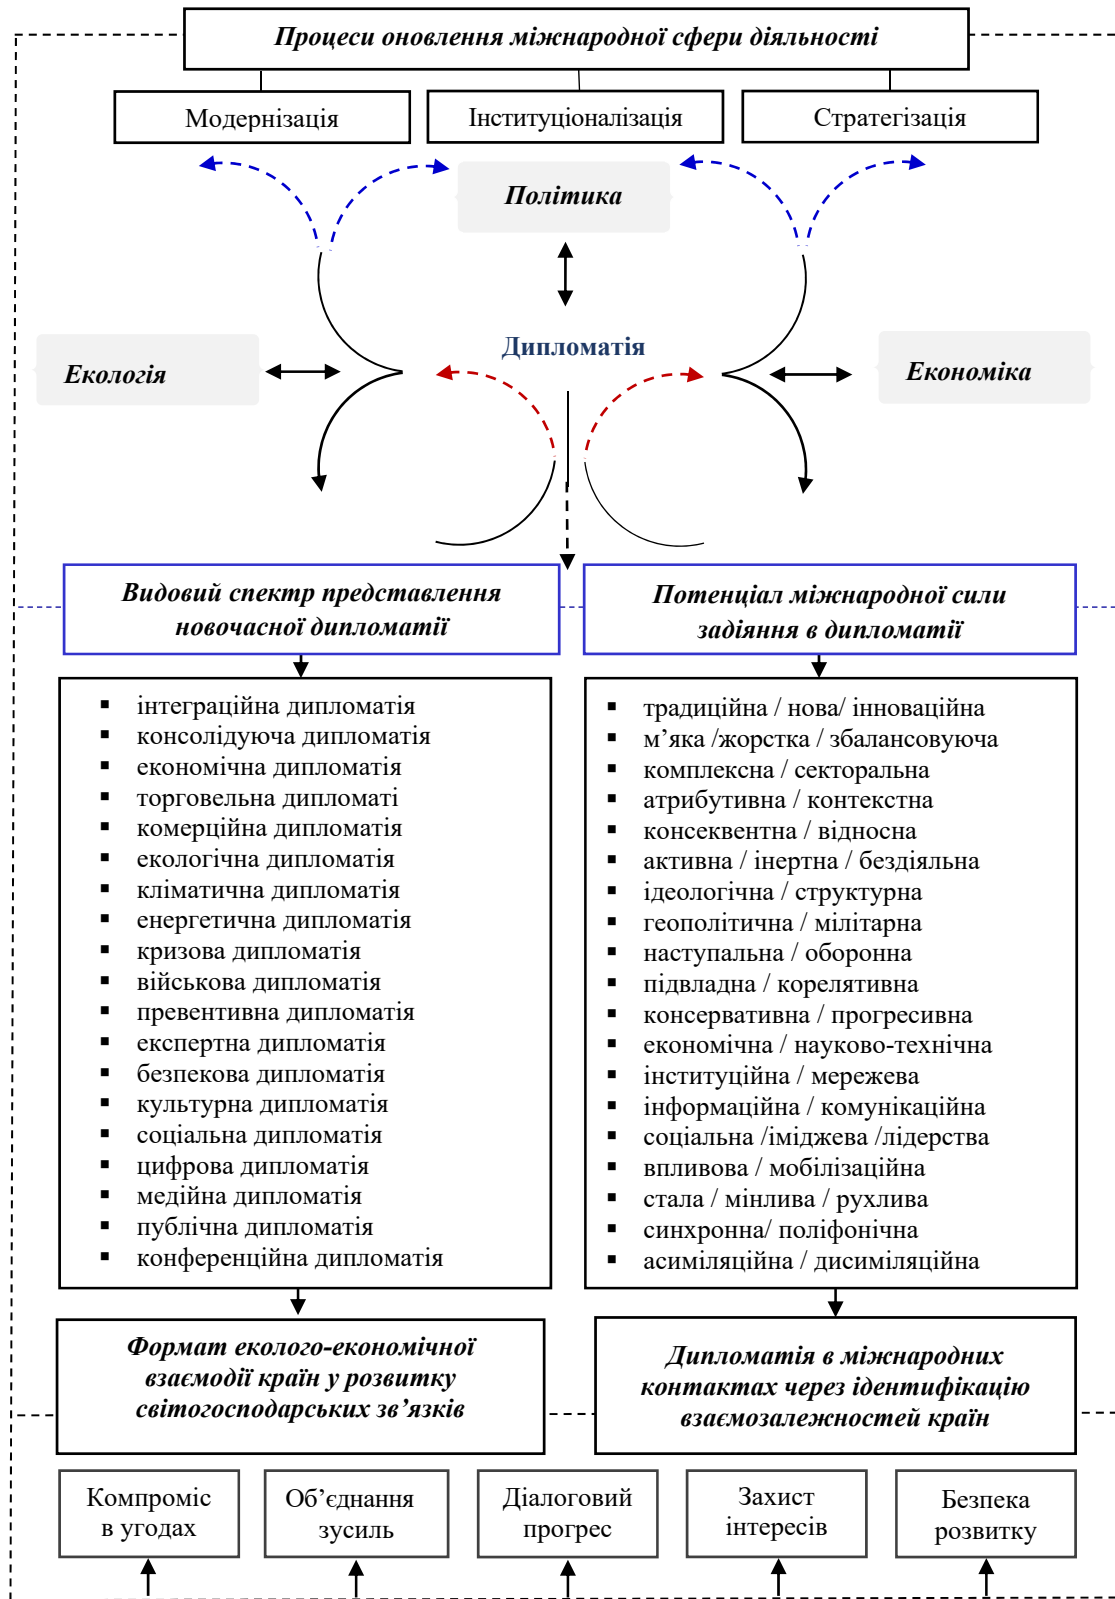 Процеси оновлення міжнародної сфери діяльності
Модернізація
Інституціоналізація
Стратегізація
Політика
Дипломатія
Екологія
Економіка
Видовий спектр представлення
новочасної дипломатії
Потенціал міжнародної сили
задіяння в дипломатії
інтеграційна дипломатія
консолідуюча дипломатія
економічна дипломатія
торговельна дипломаті
комерційна дипломатія
екологічна дипломатія
кліматична дипломатія
енергетична дипломатія
кризова дипломатія
військова дипломатія
превентивна дипломатія
експертна дипломатія
безпекова дипломатія
культурна дипломатія
соціальна дипломатія
цифрова дипломатія
медійна дипломатія
публічна дипломатія
конференційна дипломатія
традиційна / нова/ інноваційна
м’яка /жорстка / збалансовуюча
комплексна / секторальна
атрибутивна / контекстна
консеквентна / відносна
активна / інертна / бездіяльна
ідеологічна / структурна
геополітична / мілітарна
наступальна / оборонна
підвладна / корелятивна
консервативна / прогресивна
економічна / науково-технічна
інституційна / мережева
інформаційна / комунікаційна
соціальна /іміджева /лідерства
впливова / мобілізаційна
стала / мінлива / рухлива
синхронна/ поліфонічна
асиміляційна / дисиміляційна
Формат еколого-економічної
взаємодії країн у розвитку
світогосподарських зв’язків
Дипломатія в міжнародних
контактах через ідентифікацію
взаємозалежностей країн
Компроміс
в угодах
Об’єднання
зусиль
Діалоговий
прогрес
Захист
інтересів
Безпека
розвитку